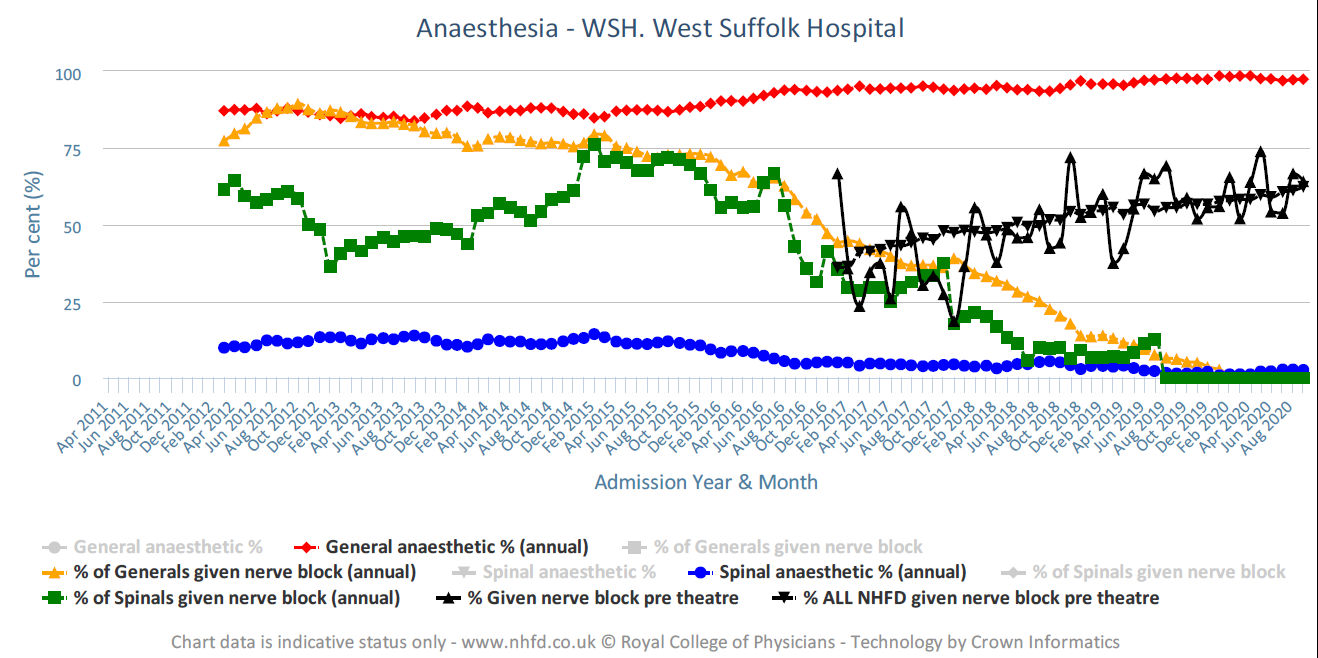 Anaesthesia - WSH. West Suffolk Hospital
Per cent (%)
100
75
50
25
0
Apr 2011
Jun 2011
Aug 2011
Oct 2011
Dec 2011
Feb 2012
Apr 2012
Jun 2012
Aug 2012
Oct 2012
Dec 2012
Feb 2013
Apr 2013
Jun 2013
Aug 2013
Oct 2013
Dec 2013
Feb 2014
Apr 2014
Jun 2014
Aug 2014
Oct 2014
Dec 2014
Feb 2015
Apr 2015
Jun 2015
Aug 2015
Oct 2015
Dec 2015
Feb 2016
Apr 2016
Jun 2016
Aug 2016
Oct 2016
Dec 2016
Feb 2017
Apr 2017
Jun 2017
Aug 2017
Oct 2017
Dec 2017
Feb 2018
Apr 2018
Jun 2018
Aug 2018
Oct 2018
Dec 2018
Feb 2019
Apr 2019
Jun 2019
Aug 2019
Oct 2019
Dec 2019
Feb 2020
Apr 2020
Jun 2020
Aug 2020
Admission Year & Month
General anaesthetic % General anaesthetic % (annual) % of Generals given nerve block
% of Generals given nerve block (annual) Spinal anaesthetic % Spinal anaesthetic % (annual) % of Spinals given nerve block
% of Spinals given nerve block (annual) % Given nerve block pre theatre % ALL NHFD given nerve block pre theatre
Chart data is indicative status only - www.nhfd.co.uk © Royal College of Physicians - Technology by Crown Informatics